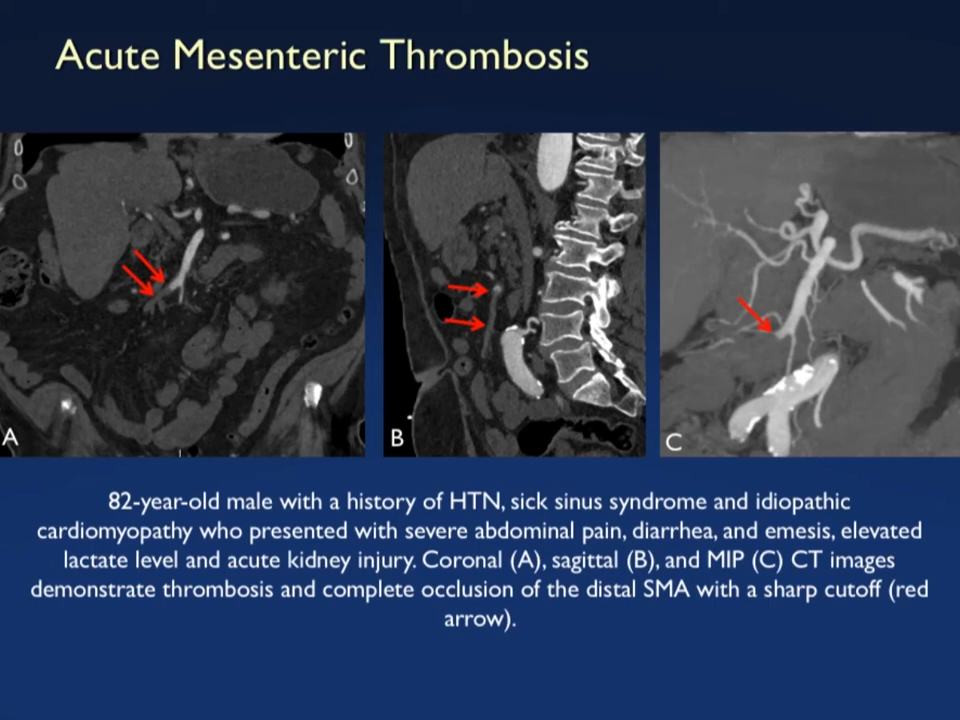 Acute Mesenteric Thrombosis
A
B
C
82-year-old male with a history of HTN, sick sinus syndrome and idiopathic
cardiomyopathy who presented with severe abdominal pain, diarrhea, and emesis, elevated
lactate level and acute kidney injury. Coronal (A), sagittal (B), and MIP (C) CT images
demonstrate thrombosis and complete occlusion of the distal SMA with a sharp cutoff (red
arrow).